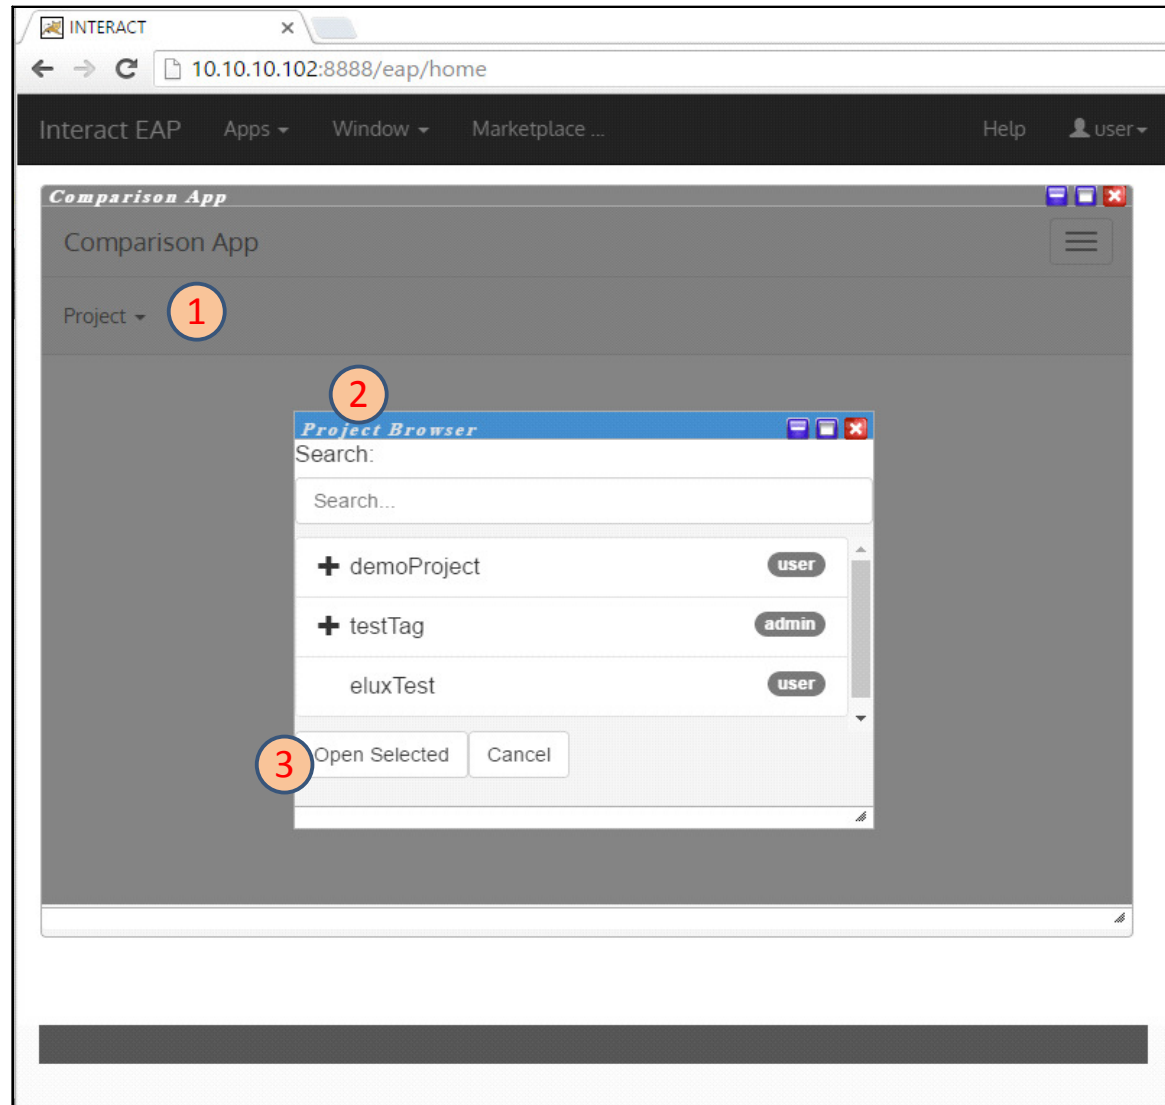 INTERACT
10.10.10.102:8888/eap/home
Interact EAP Apps Window Marketplace ... Help user
Comparison App
Comparison App
Project 1
2
Project Browser
Search:
Search...
demoProject user
testTag admin
eluxTest user
3 Open Selected Cancel